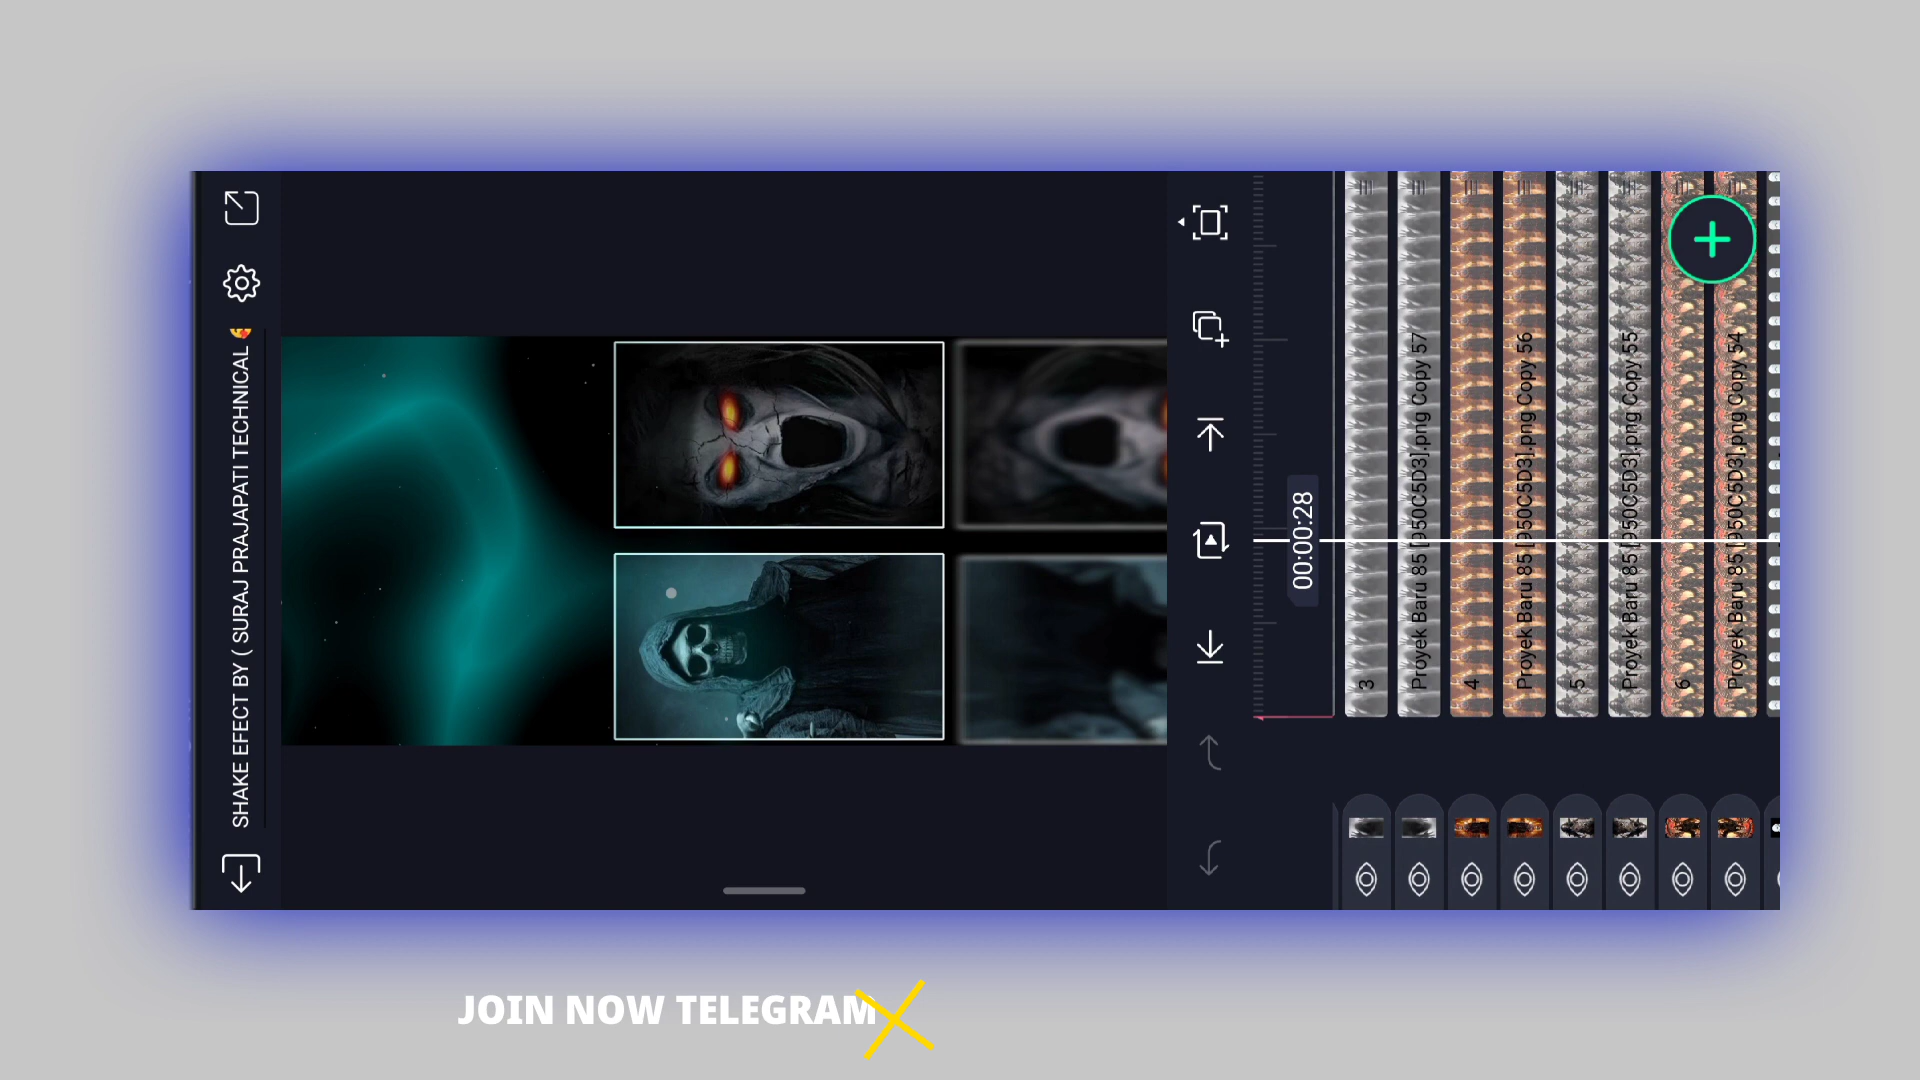 SHAKE EFECT BY ( SURAJ PRAJAPATI TECHNICAL 🥰
00:00:28
3
Proyek Baru 85 [950C5D3].png Copy 57
4
Proyek Baru 85 [950C5D3].png Copy 56
5
Proyek Baru 85 [950C5D3].png Copy 55
6
Proyek Baru 85 [950C5D3].png Copy 54
JOIN NOW TELEGRAM